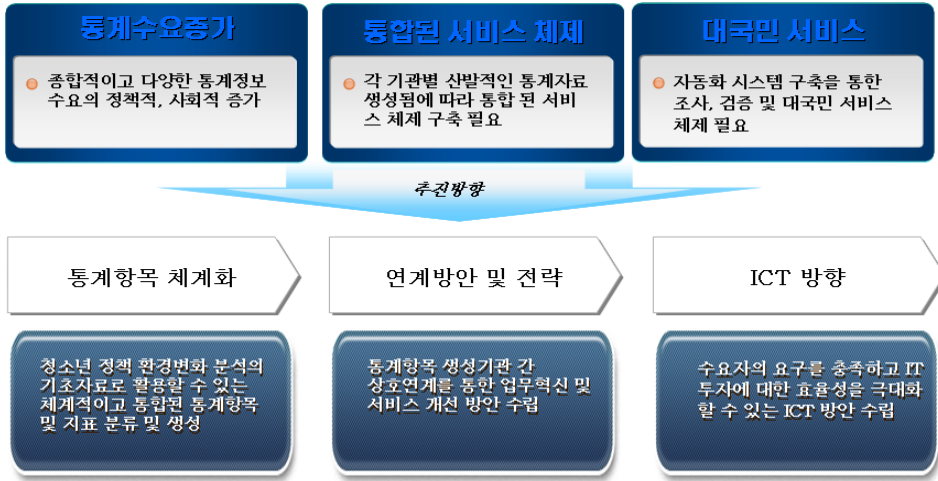 통계수요증가
종합적이고 다양한 통계정보
수요의 정책적, 사회적 증가
통합된 서비스 체제
각 기관별 산발적인 통계자료
생성됨에 따라 통합 된 서비
스 체제 구축 필요
대국민 서비스
자동화 시스템 구축을 통한
조사, 검증 및 대국민 서비스
체제 필요
추진방향
통계항목 체계화
연계방안 및 전략
ICT 방향
청소년 정책 환경변화 분석의
기초자료로 활용할 수 있는
체계적이고 통합된 통계항목
및 지표 분류 및 생성
통계항목 생성기관 간
상호연계를 통한 업무혁신 및
서비스 개선 방안 수립
수요자의 요구를 충족하고 IT
투자에 대한 효율성을 극대화
할 수 있는 ICT 방안 수립